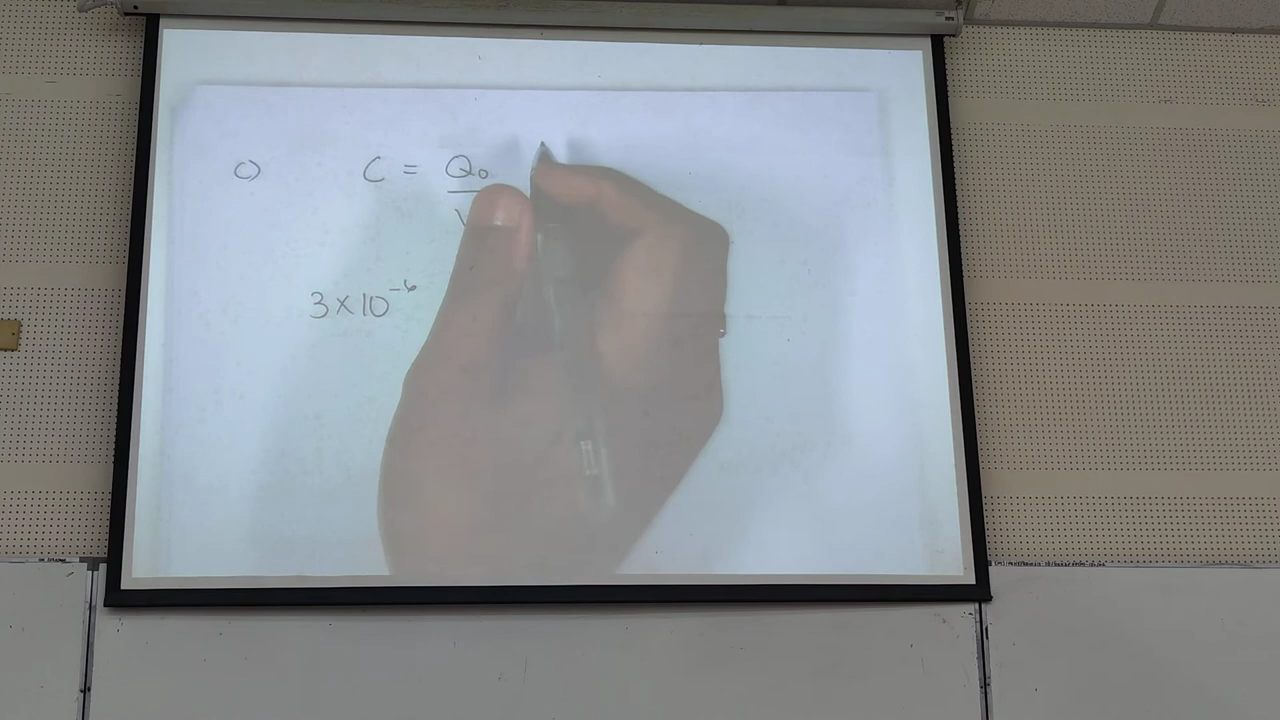 c) C = Q₀
V
3×10⁻⁶